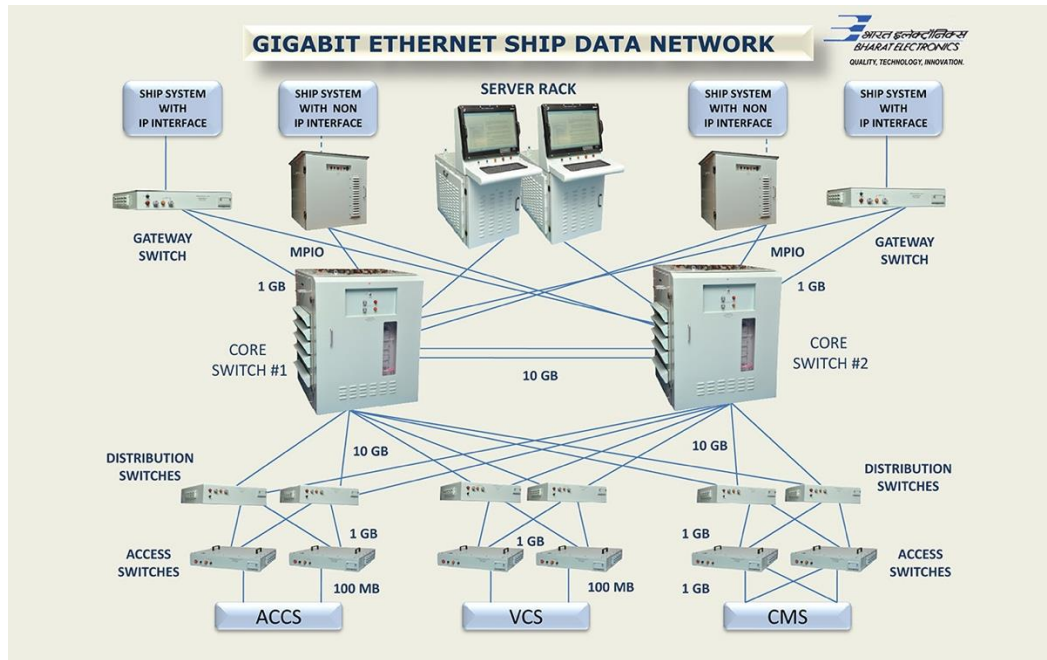 GIGABIT ETHERNET SHIP DATA NETWORK
भारत इलेक्ट्रॉनिक्स
BHARAT ELECTRONICS
QUALITY, TECHNOLOGY, INNOVATION.
SHIP SYSTEM
WITH
IP INTERFACE
SHIP SYSTEM
WITH NON
IP INTERFACE
SERVER RACK
SHIP SYSTEM
WITH NON
IP INTERFACE
SHIP SYSTEM
WITH
IP INTERFACE
GATEWAY
SWITCH
MPIO
MPIO
GATEWAY
SWITCH
1 GB
1 GB
CORE
SWITCH #1
10 GB
CORE
SWITCH #2
DISTRIBUTION
SWITCHES
10 GB
10 GB
DISTRIBUTION
SWITCHES
1 GB
1 GB
1 GB
ACCESS
SWITCHES
ACCESS
SWITCHES
100 MB
100 MB
1 GB
ACCS
VCS
CMS